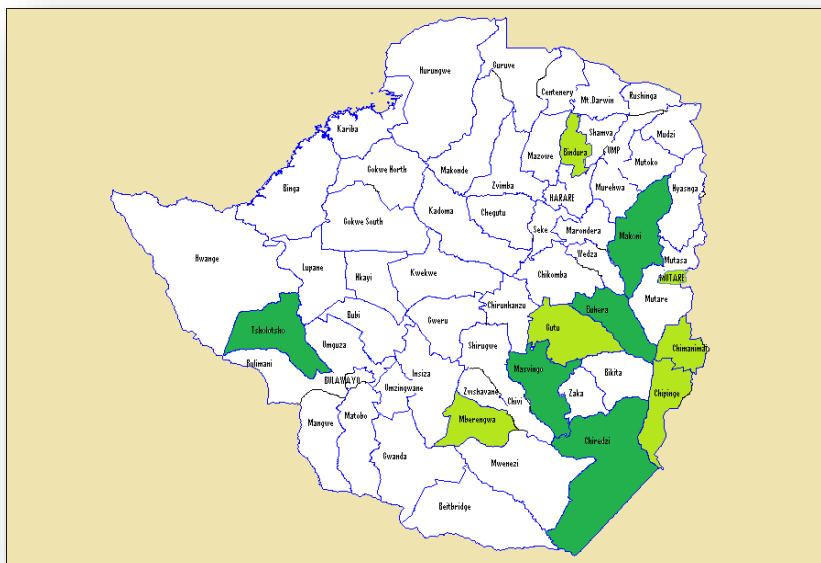 Hurungwe
Guruve
Centenery
Mt.Darwin
Rushinga
Kariba
Shamva
Mudzi
Bindura
UMP
Mazowe
Mutoko
Gokwe North
Makonde
Zvimba
Murehwa
Nyanga
Binga
HARARE
Kadoma
Chegutu
Gokwe South
Seke
Marondera
Makoni
Wedza
Hwange
Mutasa
Lupane
Nkayi
Kwekwe
Chikomba
MUTARE
Mutare
Chirunhanzu
Buhera
Bubi
Gweru
Gutu
Tsholotsho
Umguza
Shirugwe
Chimanimani
Bulimani
Masvingo
Bikita
Insiza
BULAWAYO
Umzingwane
Zvishavane
Chivi
Zaka
Chipinge
Mangwe
Matobo
Mberengwa
Chiredzi
Gwanda
Mwenezi
Beitbridge